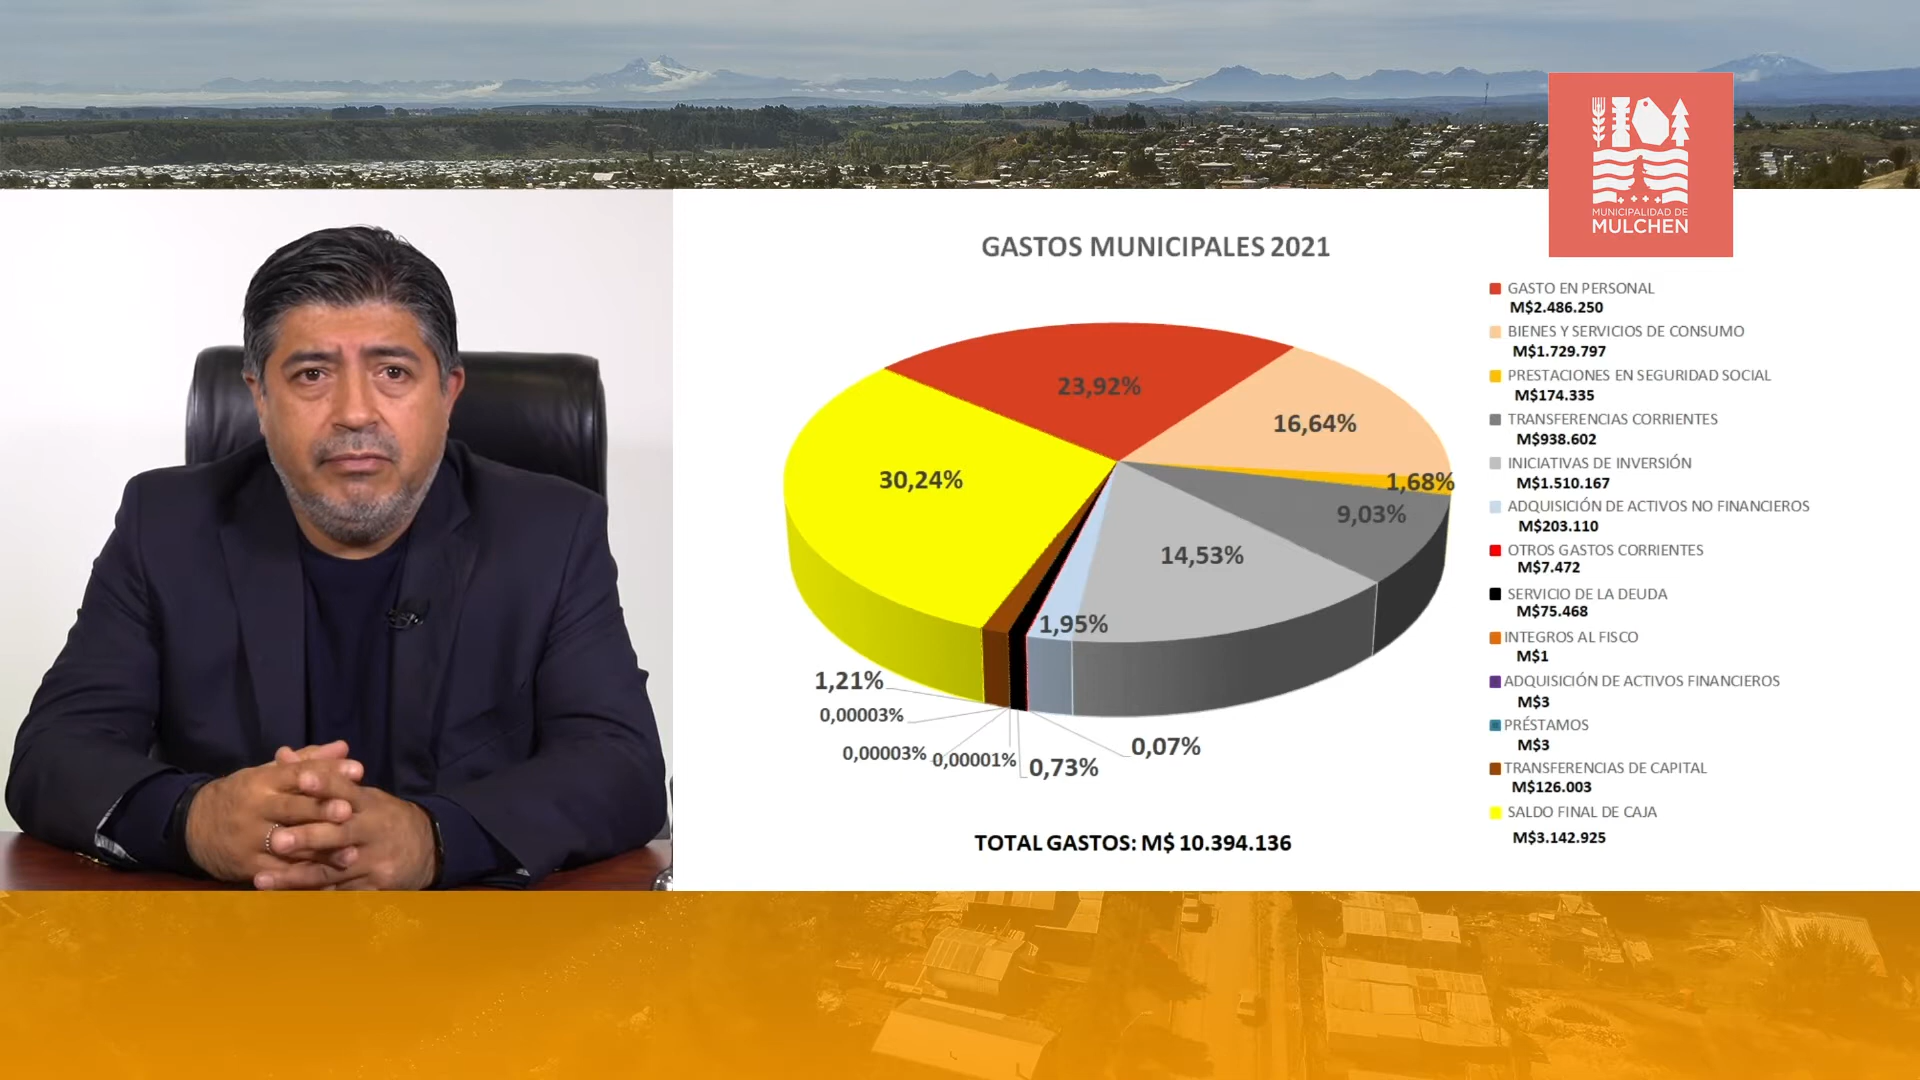 MUNICIPALIDAD DE
MULCHEN
GASTOS MUNICIPALES 2021
23,92%
16,64%
1,68%
9,03%
30,24%
14,53%
1,95%
1,21%
0,00003%
0,00003%
0,00001%
0,73%
0,07%
TOTAL GASTOS: M$ 10.394.136
GASTO EN PERSONAL
M$2.486.250
BIENES Y SERVICIOS DE CONSUMO
M$1.729.797
PRESTACIONES EN SEGURIDAD SOCIAL
M$174.335
TRANSFERENCIAS CORRIENTES
M$938.602
INICIATIVAS DE INVERSIÓN
M$1.510.167
ADQUISICIÓN DE ACTIVOS NO FINANCIEROS
M$203.110
OTROS GASTOS CORRIENTES
M$7.472
SERVICIO DE LA DEUDA
M$75.468
INTEGROS AL FISCO
M$1
ADQUISICIÓN DE ACTIVOS FINANCIEROS
M$3
PRÉSTAMOS
M$3
TRANSFERENCIAS DE CAPITAL
M$126.003
SALDO FINAL DE CAJA
M$3.142.925